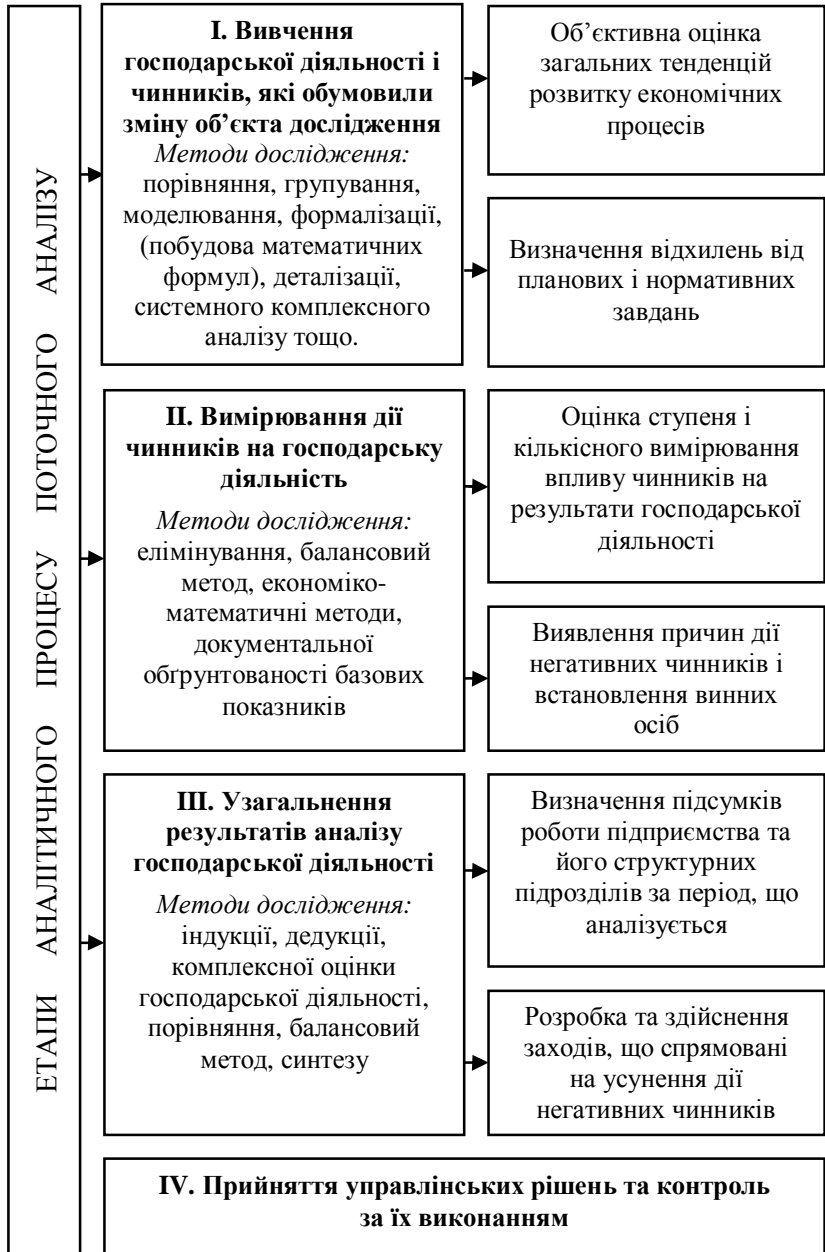 ЕТАПИ АНАЛІТИЧНОГО ПРОЦЕСУ ПОТОЧНОГО АНАЛІЗУ
I. Вивчення
господарської діяльності і
чинників, які обумовили
зміну об’єкта дослідження
Методи дослідження:
порівняння, групування,
моделювання, формалізації,
(побудова математичних
формул), деталізації,
системного комплексного
аналізу тощо.
Об’єктивна оцінка
загальних тенденцій
розвитку економічних
процесів
Визначення відхилень від
планових і нормативних
завдань
II. Вимірювання дії
чинників на господарську
діяльність
Методи дослідження:
елімінування, балансовий
метод, економіко-
математичні методи,
документальної
обґрунтованості базових
показників
Оцінка ступеня і
кількісного вимірювання
впливу чинників на
результати господарської
діяльності
Виявлення причин дії
негативних чинників і
встановлення винних
осіб
III. Узагальнення
результатів аналізу
господарської діяльності
Методи дослідження:
індукції, дедукції,
комплексної оцінки
господарської діяльності,
порівняння, балансовий
метод, синтезу
Визначення підсумків
роботи підприємства та
його структурних
підрозділів за період, що
аналізується
Розробка та здійснення
заходів, що спрямовані
на усунення дії
негативних чинників
IV. Прийняття управлінських рішень та контроль
за їх виконанням